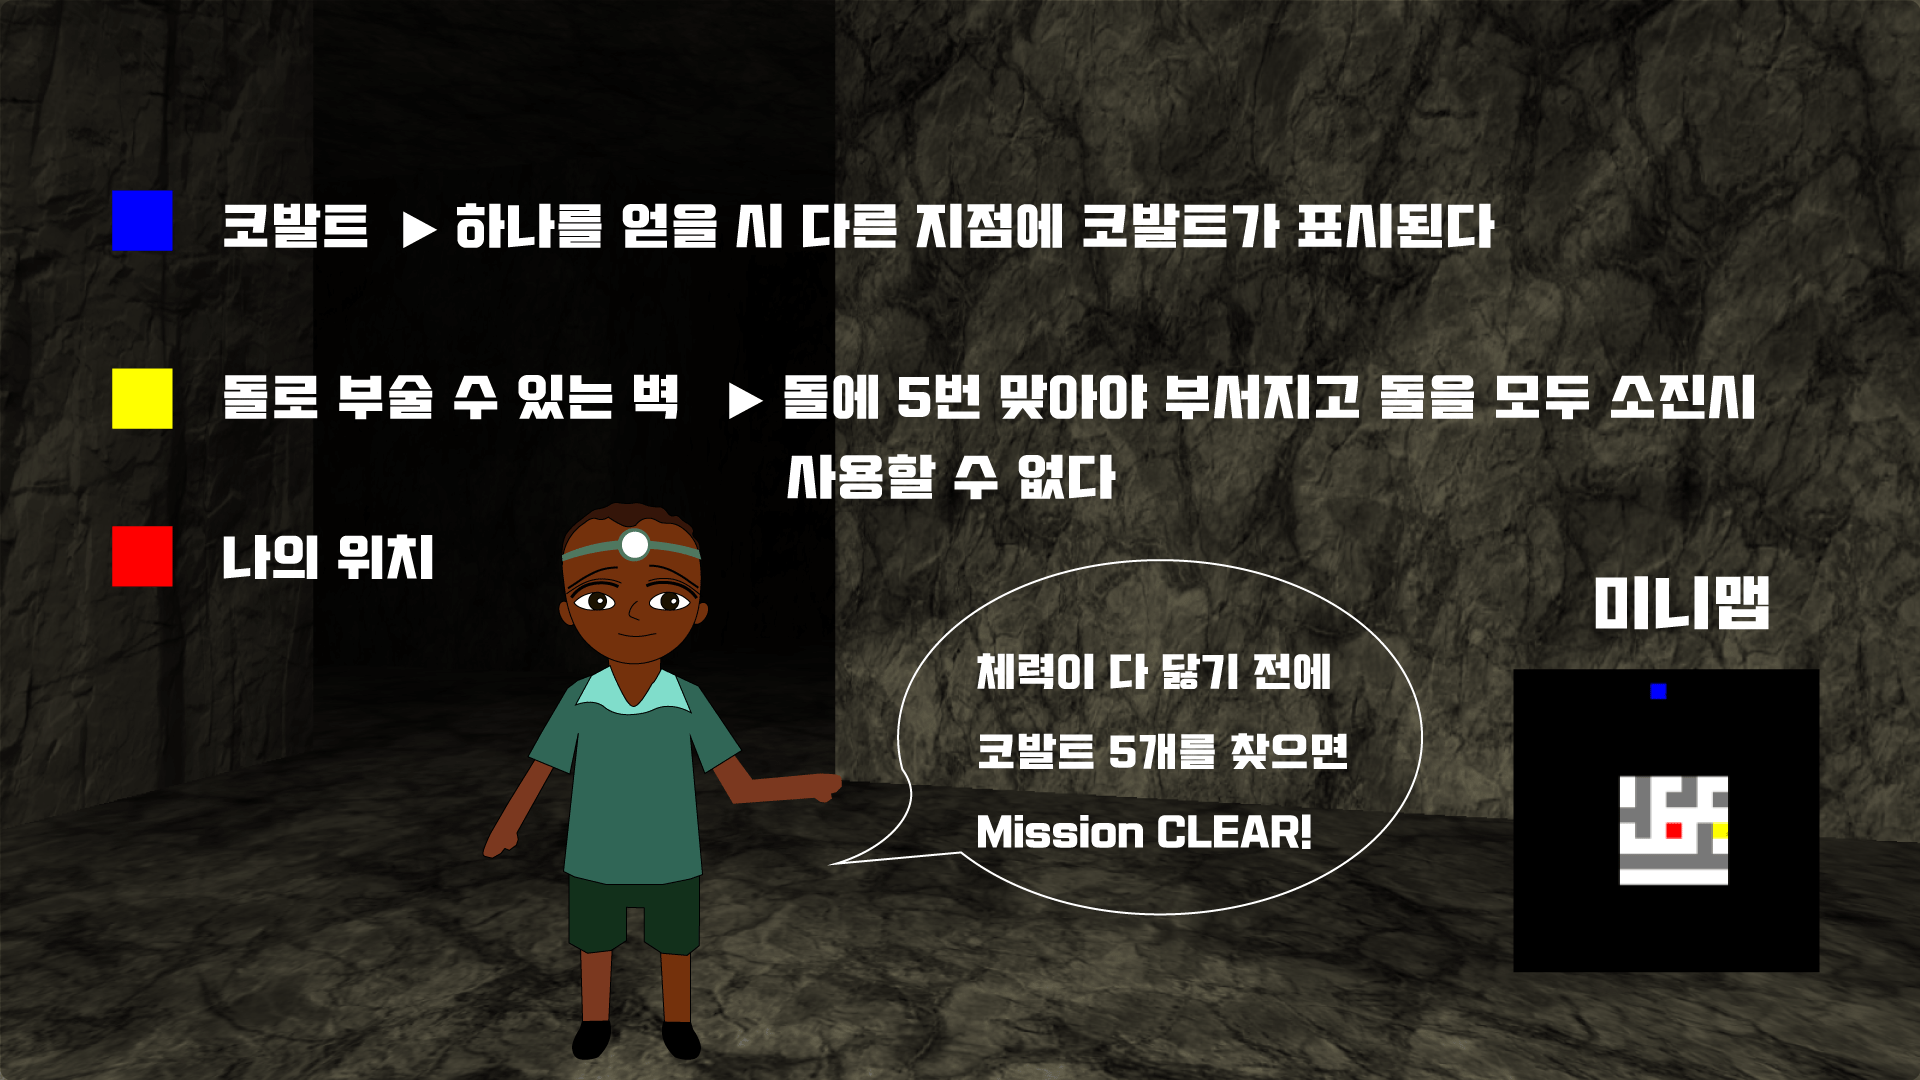 코발트 ▶ 하나를 얻을 시 다른 지점에 코발트가 표시된다
돌로 부술 수 있는 벽 ▶ 돌에 5번 맞아야 부서지고 돌을 모두 소진시
사용할 수 없다
나의 위치
체력이 다 닳기 전에
코발트 5개를 찾으면
Mission CLEAR!
미니맵